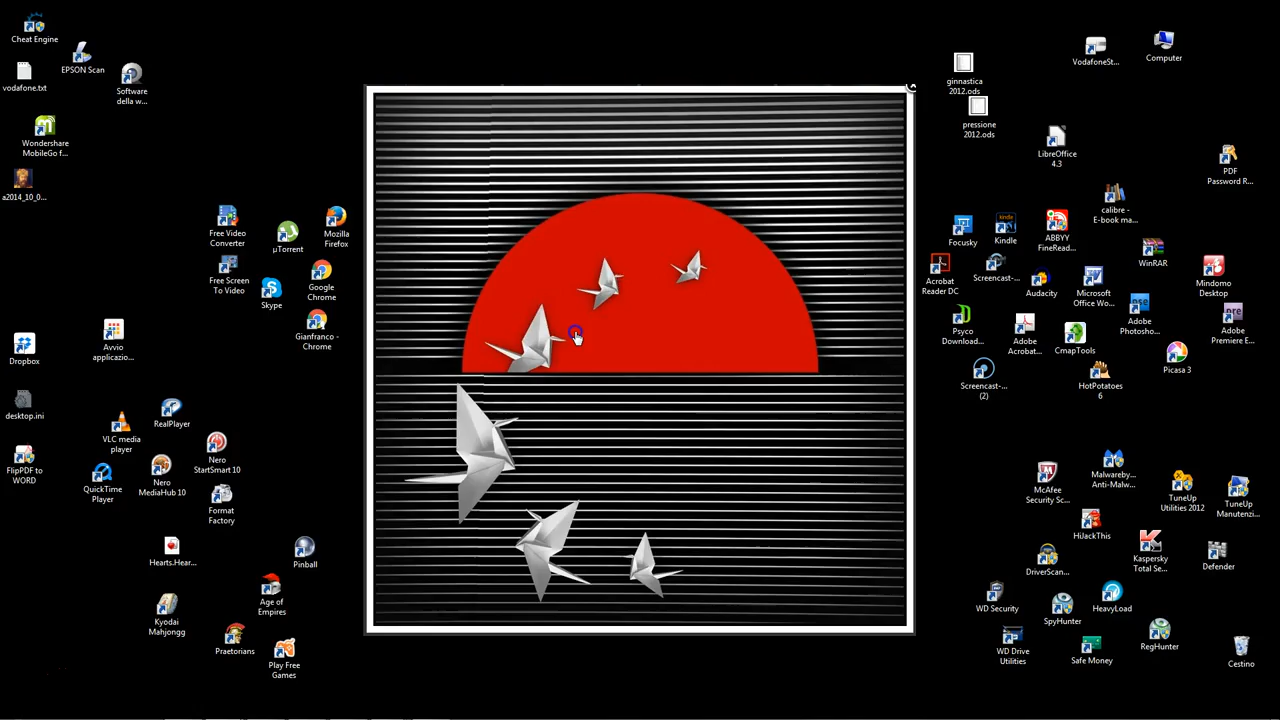 Cheat Engine
EPSON Scan
vodafone.txt
Software
della w...
Wondershare
MobileGo f...
a2014_10_0...
Free Video
Converter
µTorrent
Mozilla
Firefox
Free Screen
To Video
Skype
Google
Chrome
Gianfranco -
Chrome
Dropbox
Avvio
applicazio...
desktop.ini
RealPlayer
VLC media
player
Nero
StartSmart 10
FlipPDF to
WORD
QuickTime
Player
Nero
MediaHub 10
Format
Factory
Hearts.Hear...
Pinball
Age of
Empires
Kyodai
Mahjongg
Praetorians
Play Free
Games
ginnastica
2012.ods
pressione
2012.ods
VodafoneSt...
Computer
LibreOffice
4.3
PDF
Password R...
calibre -
E-book ma...
Focusky
Kindle
ABBYY
FineRead...
WinRAR
Acrobat
Reader DC
Screencast-...
Audacity
Microsoft
Office Wo...
Mindomo
Desktop
Psyco
Download...
Adobe
Acrobat...
CmapTools
Adobe
Photosho...
Adobe
Premiere E...
Picasa 3
Screencast-...
(2)
HotPotatoes
6
McAfee
Security Sc...
Malwareby...
Anti-Malw...
TuneUp
Utilities 2012
TuneUp
Manutenzi...
HiJackThis
DriverScan...
Kaspersky
Total Se...
Defender
WD Security
SpyHunter
HeavyLoad
WD Drive
Utilities
Safe Money
RegHunter
Cestino